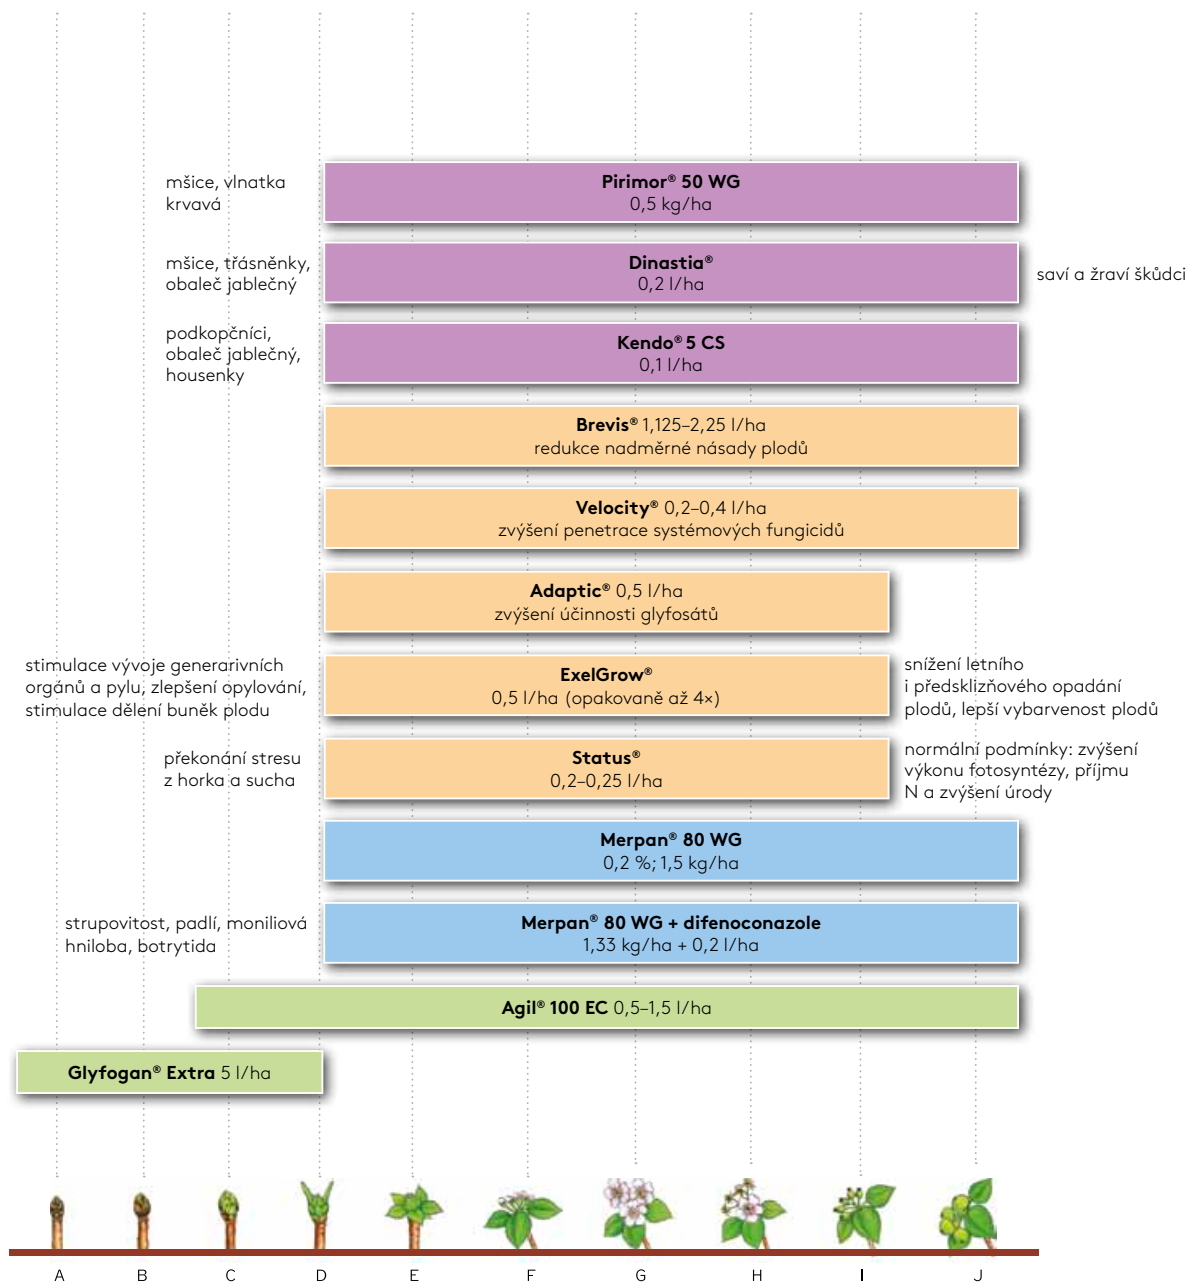 mšice, vlnatka
krvavá
Pirimor® 50 WG
0,5 kg/ha
mšice, třásněnky,
obaleč jablečný
Dinastia®
0,2 l/ha
saví a žraví škůdci
podkopčníci,
obaleč jablečný,
housenky
Kendo® 5 CS
0,1 l/ha
Brevis® 1,125–2,25 l/ha
redukce nadměrné násady plodů
Velocity® 0,2–0,4 l/ha
zvýšení penetrace systémových fungicidů
Adaptic® 0,5 l/ha
zvýšení účinnosti glyfosátů
stimulace vývoje generarivních
orgánů a pylu, zlepšení opylování,
stimulace dělení buněk plodu
ExelGrow®
0,5 l/ha (opakovaně až 4×)
snížení letního
i předsklizňového opadání
plodů, lepší vybarvenost plodů
překonání stresu
z horka a sucha
Status®
0,2–0,25 l/ha
normální podmínky: zvýšení
výkonu fotosyntézy, příjmu
N a zvýšení úrody
Merpan® 80 WG
0,2 %; 1,5 kg/ha
strupovitost, padlí, moniliová
hniloba, botrytida
Merpan® 80 WG + difenoconazole
1,33 kg/ha + 0,2 l/ha
Agil® 100 EC 0,5–1,5 l/ha
Glyfogan® Extra 5 l/ha
A B C D E F G H I J